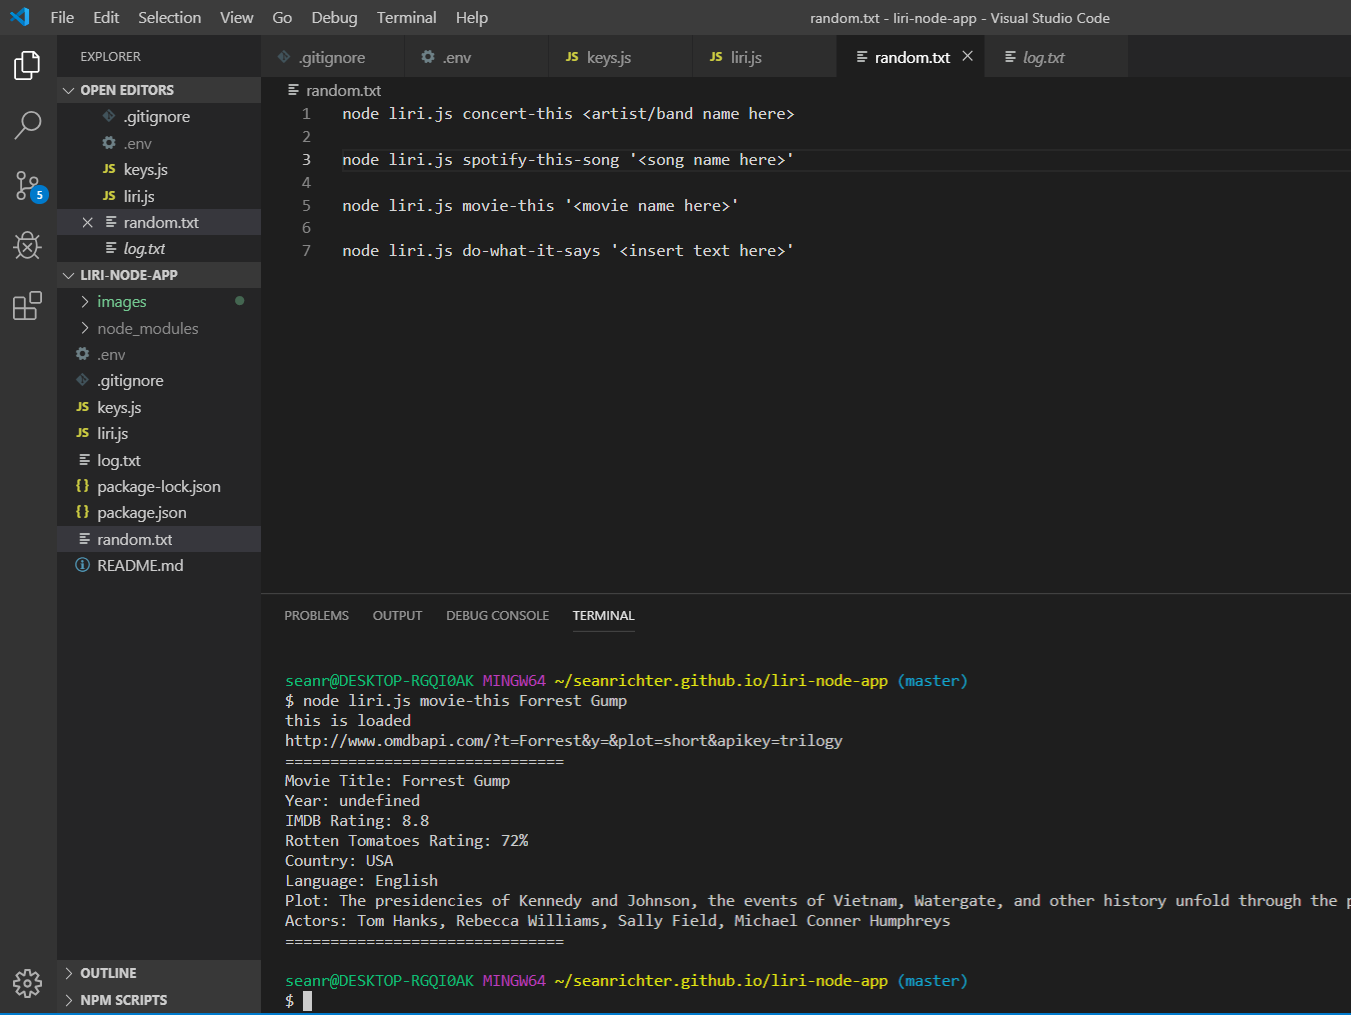 File Edit Selection View Go Debug Terminal Help
random.txt - liri-node-app - Visual Studio Code
EXPLORER
OPEN EDITORS
.gitignore
.env
JS keys.js
JS liri.js
random.txt
log.txt
LIRI-NODE-APP
images
node_modules
.env
.gitignore
JS keys.js
JS liri.js
log.txt
{} package-lock.json
{} package.json
random.txt
README.md
OUTLINE
NPM SCRIPTS
5
.gitignore
.env
JS keys.js
JS liri.js
random.txt
log.txt
random.txt
1 node liri.js concert-this <artist/band name here>
2
3 node liri.js spotify-this-song '<song name here>'
4
5 node liri.js movie-this '<movie name here>'
6
7 node liri.js do-what-it-says '<insert text here>'
PROBLEMS OUTPUT DEBUG CONSOLE TERMINAL
seanr@DESKTOP-RGQI0AK MINGW64 ~/seanrichter.github.io/liri-node-app (master)
$ node liri.js movie-this Forrest Gump
this is loaded
http://www.omdbapi.com/?t=Forrest&y=&plot=short&apikey=trilogy
===============================
Movie Title: Forrest Gump
Year: undefined
IMDB Rating: 8.8
Rotten Tomatoes Rating: 72%
Country: USA
Language: English
Plot: The presidencies of Kennedy and Johnson, the events of Vietnam, Watergate, and other history unfold through the
Actors: Tom Hanks, Rebecca Williams, Sally Field, Michael Conner Humphreys
===============================
seanr@DESKTOP-RGQI0AK MINGW64 ~/seanrichter.github.io/liri-node-app (master)
$